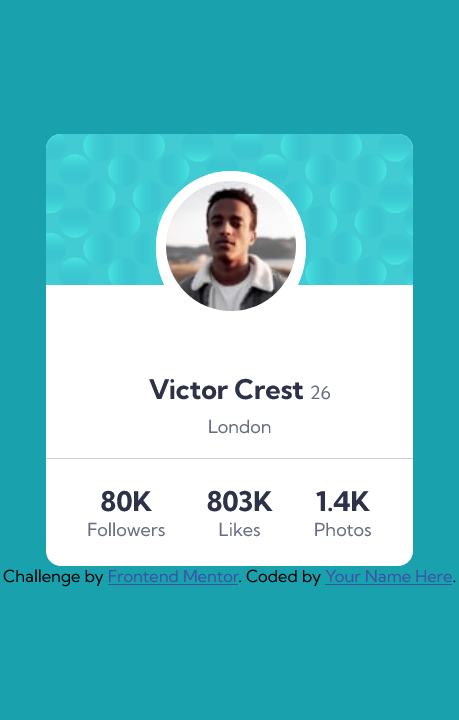 Victor Crest 26
London
80K 803K 1.4K
Followers Likes Photos
Challenge by Frontend Mentor. Coded by Your Name Here.